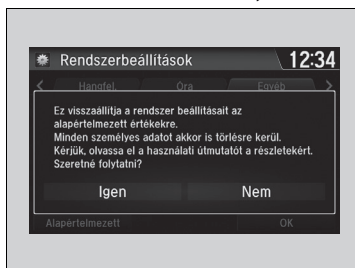 Rendszerbeállítások 12:34
Hangfel. Óra Egyéb
Ez visszaállítja a rendszer beállításait az
alapértelmezett értékekre.
Minden személyes adatot akkor is törlésre kerül.
Kérjük, olvassa el a használati útmutatót a részletekért.
Szeretné folytatni?
Igen Nem
Alapértelmezett OK